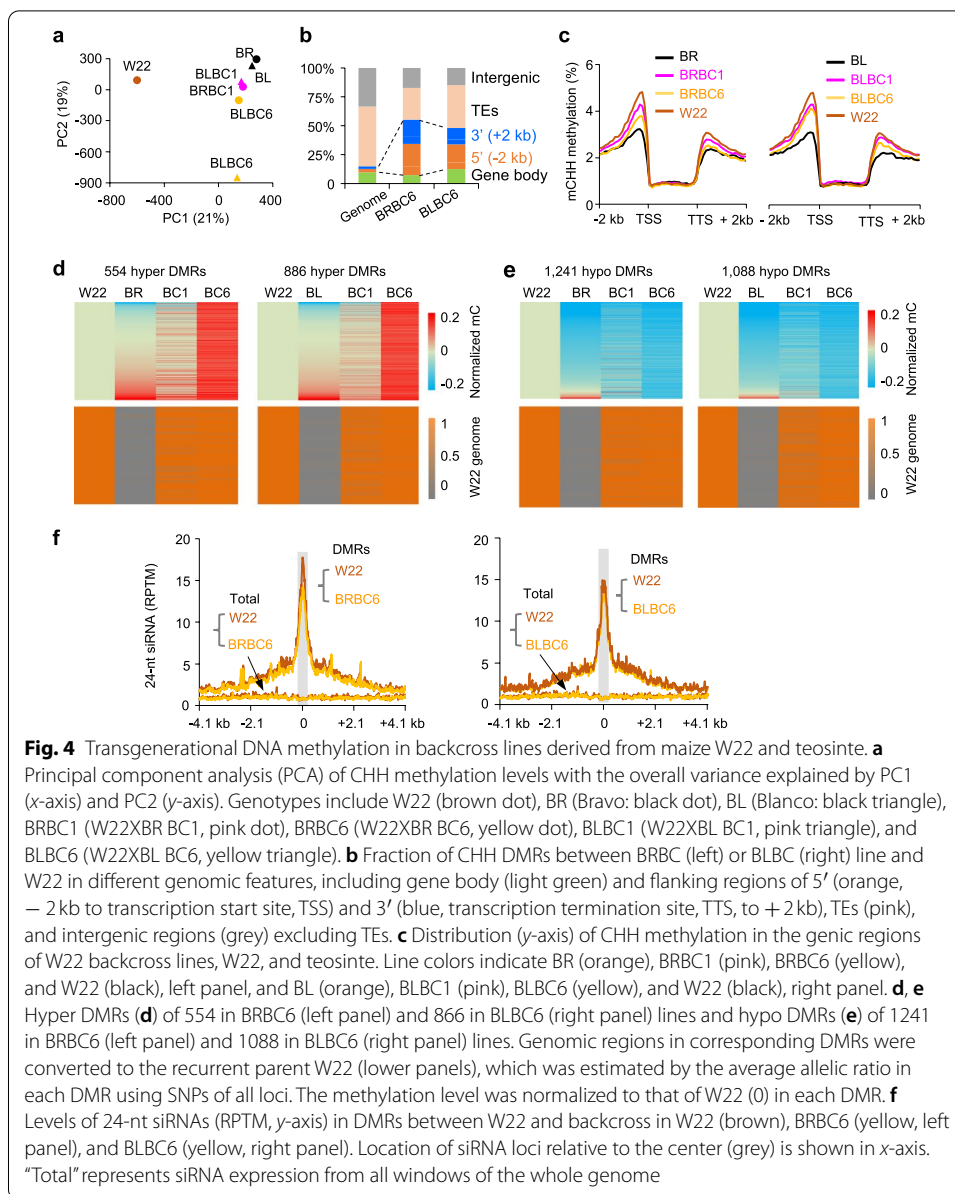 a
BR
BL
W22
BLBC1
BRBC1
BLBC6
BLBC6
PC2 (19%)
300
0
-300
-600
-900
-800
-400
0
400
PC1 (21%)
b
100%
75%
50%
25%
Intergenic
TEs
3' (+2 kb)
5' (-2 kb)
Gene body
Genome
BRBC6
BLBC6
c
mCHH methylation (%)
6
4
2
0
BR
BRBC1
BRBC6
W22
BL
BLBC1
BLBC6
W22
- 2 kb TSS TTS + 2kb
- 2 kb TSS TTS + 2kb
d
554 hyper DMRs
W22 BR BC1 BC6
886 hyper DMRs
W22 BL BC1 BC6
0.2
0
-0.2
Normalized mC
1
0.5
0
W22 genome
e
1,241 hypo DMRs
W22 BR BC1 BC6
1,088 hypo DMRs
W22 BL BC1 BC6
0.2
0
-0.2
Normalized mC
1
0.5
0
W22 genome
f
24-nt siRNA (RPTM)
20
15
10
5
0
DMRs
W22
BRBC6
Total
W22
BRBC6
-4.1 kb -2.1 0 +2.1 +4.1 kb
20
15
10
5
0
DMRs
W22
BLBC6
Total
W22
BLBC6
-4.1 kb -2.1 0 +2.1 +4.1 kb
Fig. 4 Transgenerational DNA methylation in backcross lines derived from maize W22 and teosinte. a
Principal component analysis (PCA) of CHH methylation levels with the overall variance explained by PC1
(x-axis) and PC2 (y-axis). Genotypes include W22 (brown dot), BR (Bravo: black dot), BL (Blanco: black triangle),
BRBC1 (W22XBR BC1, pink dot), BRBC6 (W22XBR BC6, yellow dot), BLBC1 (W22XBL BC1, pink triangle), and
BLBC6 (W22XBL BC6, yellow triangle). b Fraction of CHH DMRs between BRBC (left) or BLBC (right) line and
W22 in different genomic features, including gene body (light green) and flanking regions of 5′ (orange,
− 2 kb to transcription start site, TSS) and 3′ (blue, transcription termination site, TTS, to + 2 kb), TEs (pink),
and intergenic regions (grey) excluding TEs. c Distribution (y-axis) of CHH methylation in the genic regions
of W22 backcross lines, W22, and teosinte. Line colors indicate BR (orange), BRBC1 (pink), BRBC6 (yellow),
and W22 (black), left panel, and BL (orange), BLBC1 (pink), BLBC6 (yellow), and W22 (black), right panel. d, e
Hyper DMRs (d) of 554 in BRBC6 (left panel) and 866 in BLBC6 (right panel) lines and hypo DMRs (e) of 1241
in BRBC6 (left panel) and 1088 in BLBC6 (right panel) lines. Genomic regions in corresponding DMRs were
converted to the recurrent parent W22 (lower panels), which was estimated by the average allelic ratio in
each DMR using SNPs of all loci. The methylation level was normalized to that of W22 (0) in each DMR. f
Levels of 24-nt siRNAs (RPTM, y-axis) in DMRs between W22 and backcross in W22 (brown), BRBC6 (yellow, left
panel), and BLBC6 (yellow, right panel). Location of siRNA loci relative to the center (grey) is shown in x-axis.
"Total" represents siRNA expression from all windows of the whole genome